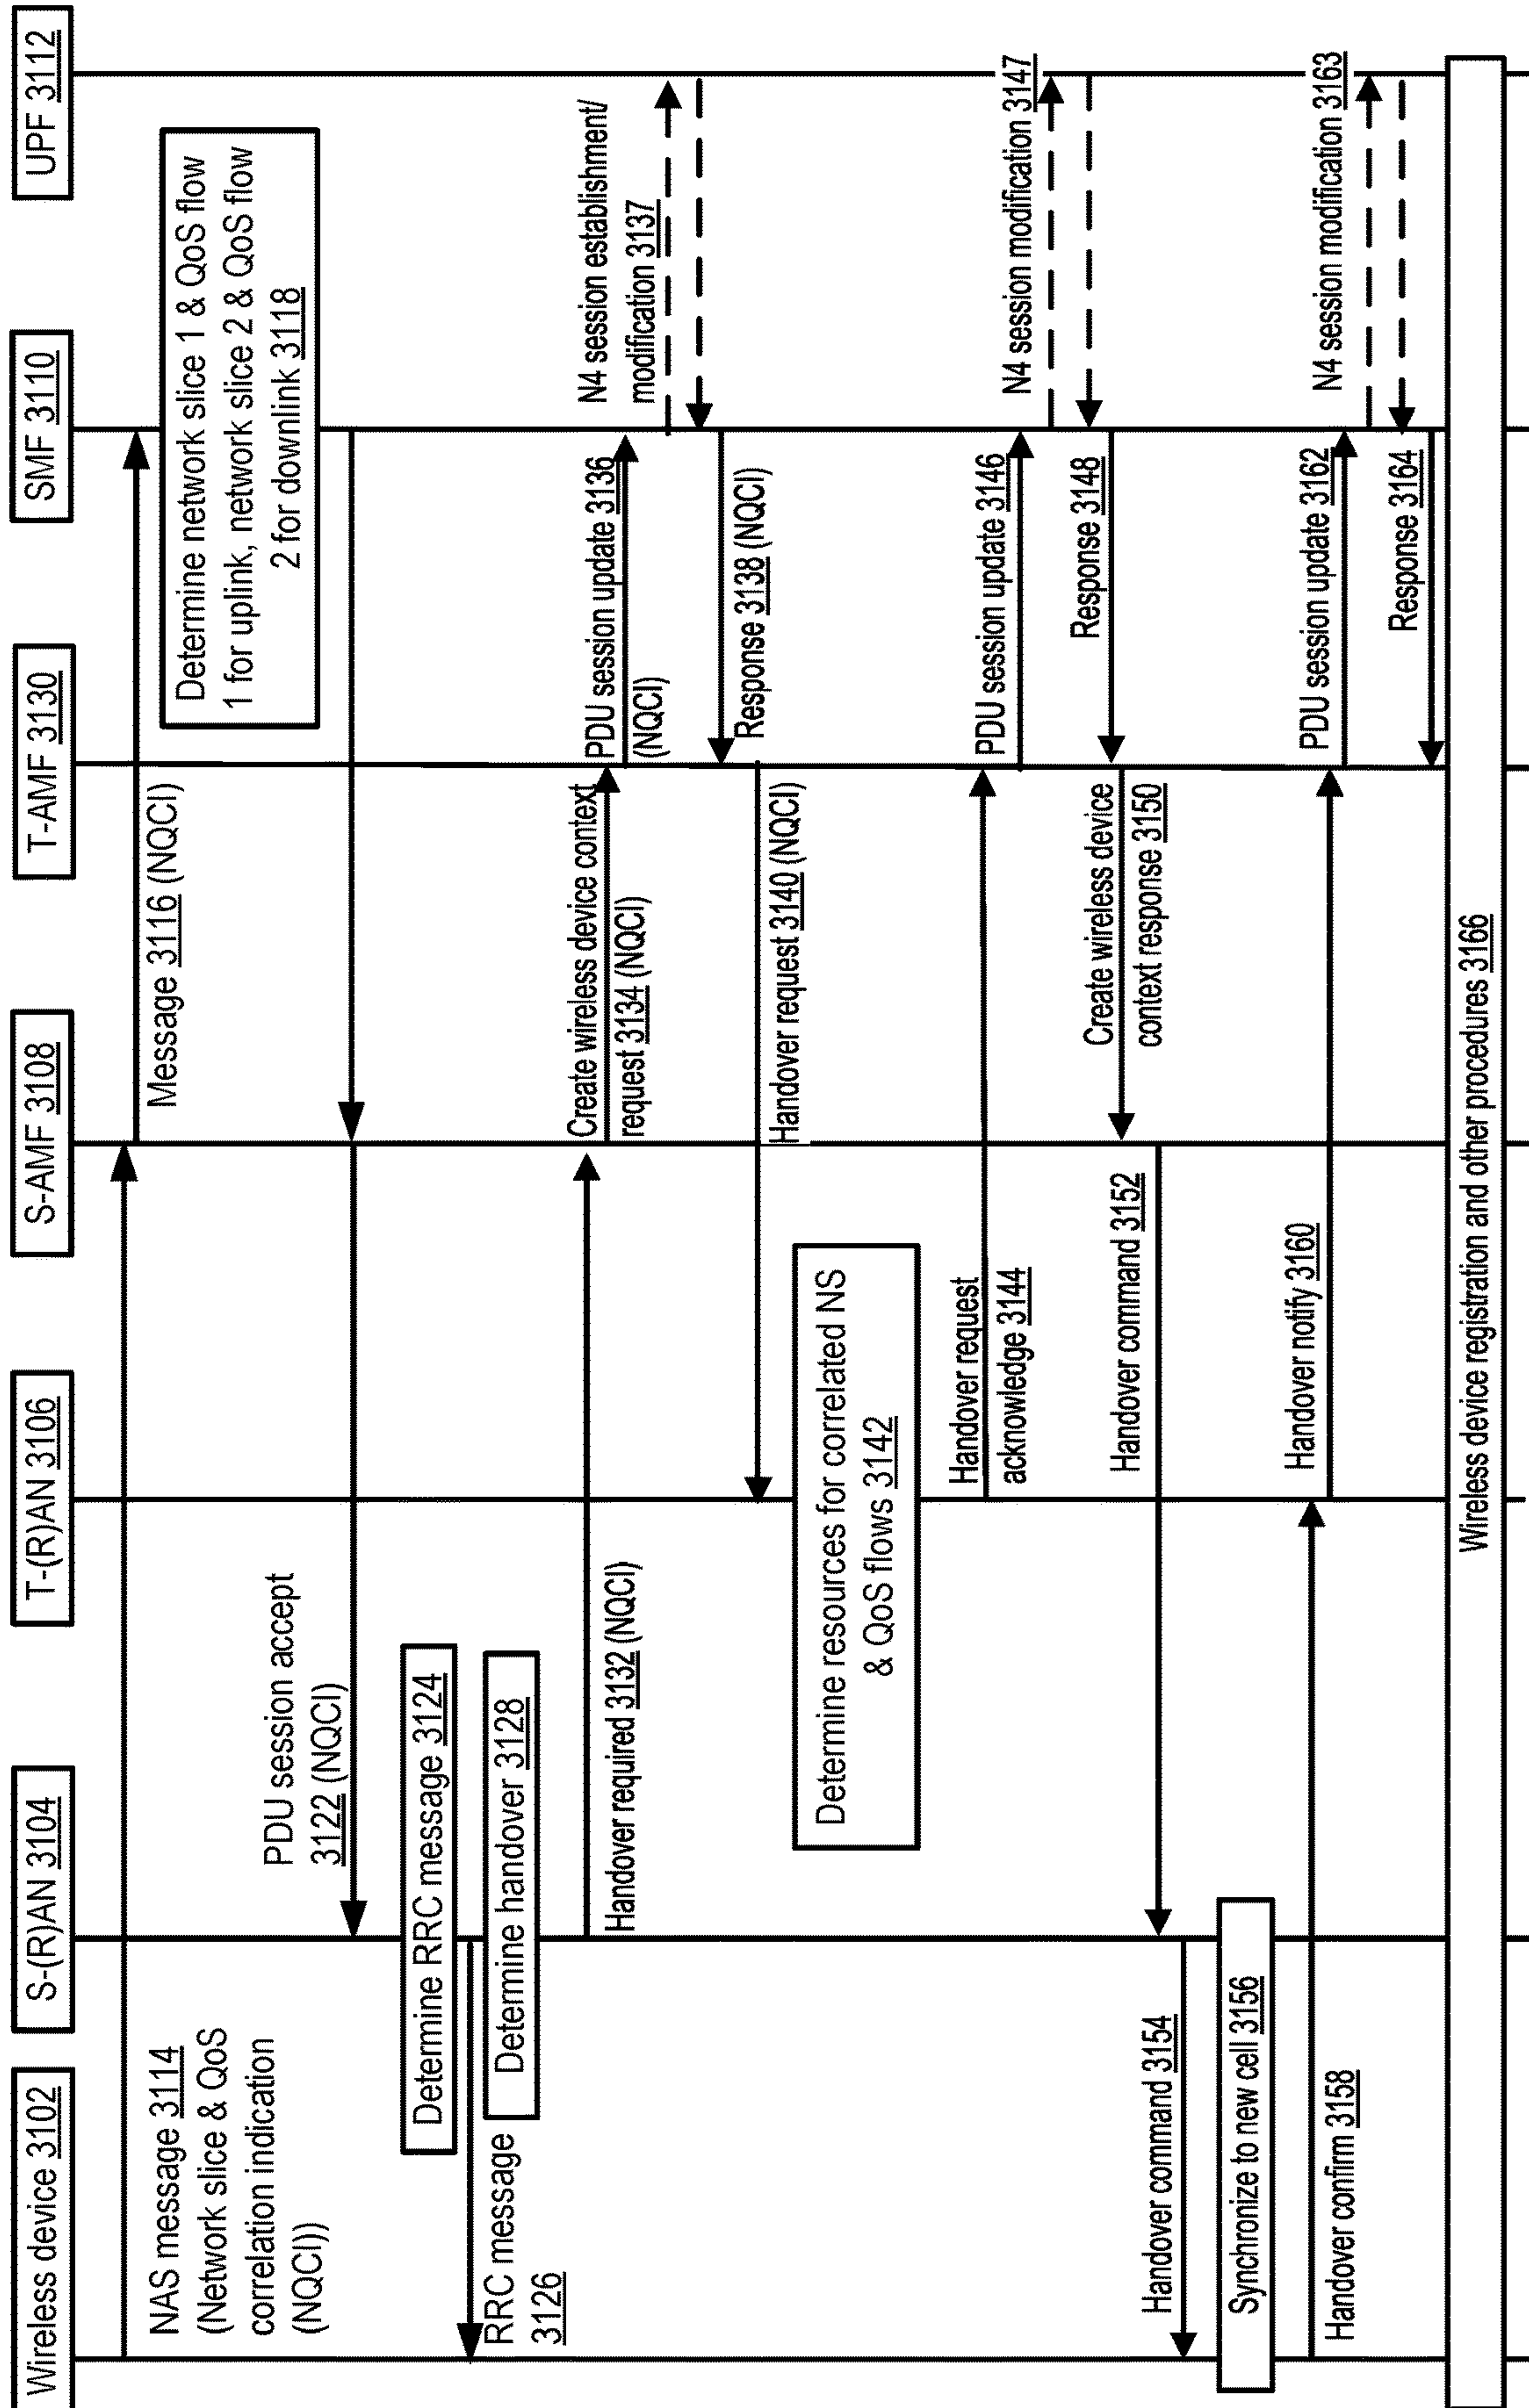 Wireless device 3102
S-(R)AN 3104
T-(R)AN 3106
S-AMF 3108
T-AMF 3130
SMF 3110
UPF 3112
NAS message 3114
(Network slice & QoS
correlation indication
(NQCI))
Message 3116 (NQCI)
Determine network slice 1 & QoS flow
1 for uplink, network slice 2 & QoS flow
2 for downlink 3118
PDU session accept
3122 (NQCI)
Determine RRC message 3124
RRC message
3126
Determine handover 3128
Handover required 3132 (NQCI)
Create wireless device context
request 3134 (NQCI)
PDU session update 3136
(NQCI)
N4 session establishment/
modification 3137
Response 3138 (NQCI)
Handover request 3140 (NQCI)
Determine resources for correlated NS
& QoS flows 3142
Handover request
acknowledge 3144
PDU session update 3146
N4 session modification 3147
Response 3148
Create wireless device
context response 3150
Handover command 3152
Handover command 3154
Synchronize to new cell 3156
Handover confirm 3158
Handover notify 3160
PDU session update 3162
N4 session modification 3163
Response 3164
Wireless device registration and other procedures 3166